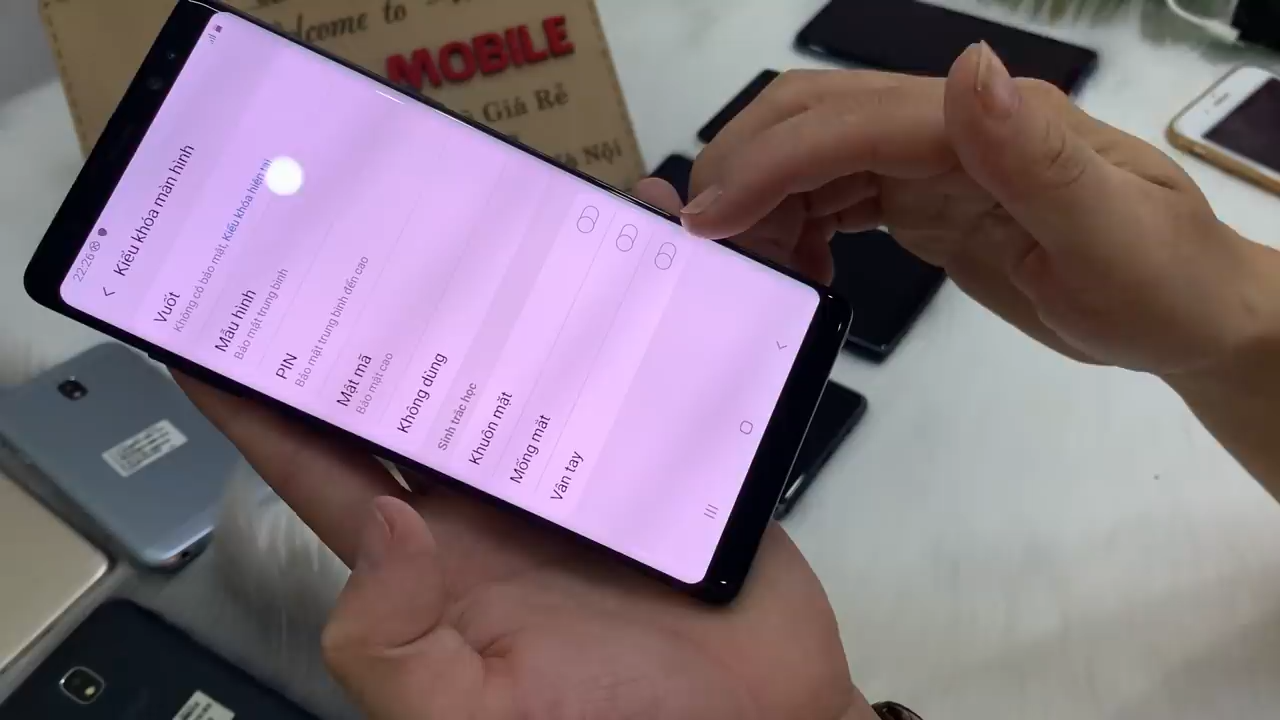 Welcome to
MOBILE
Giá Rẻ
Hà Nội
22:26
Kiểu khóa màn hình
Vuốt
Không có bảo mật, Kiểu khóa hiện tại
Mẫu hình
Bảo mật trung bình
PIN
Bảo mật trung bình đến cao
Mật mã
Bảo mật cao
Không dùng
Sinh trắc học
Khuôn mặt
Mống mắt
Vân tay